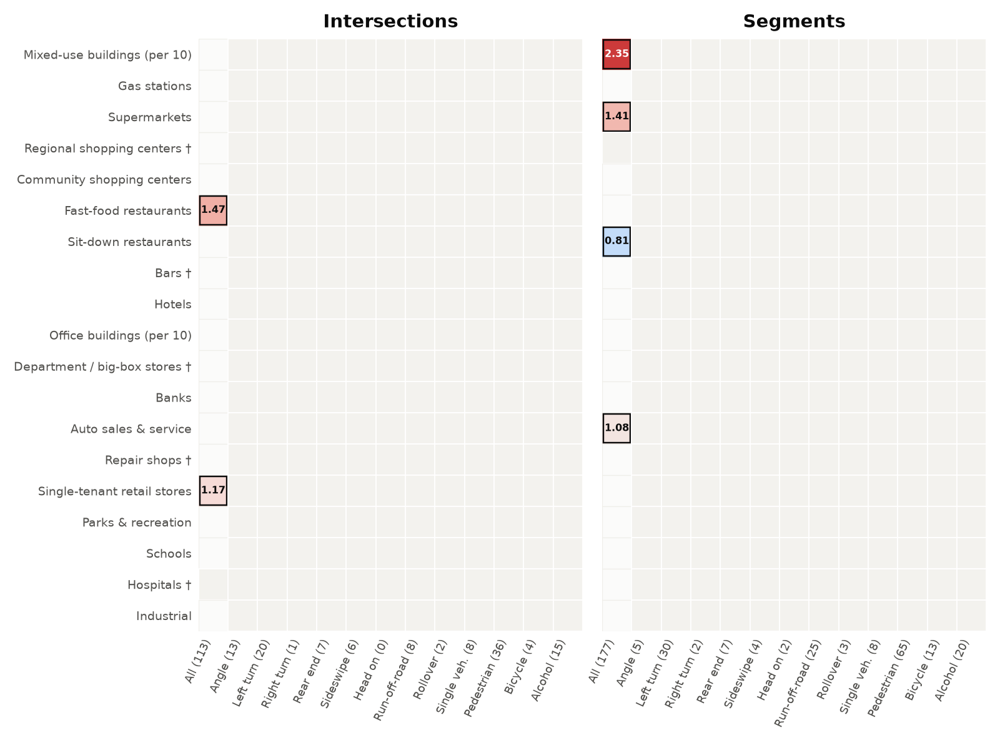 Intersections
Segments
Mixed-use buildings (per 10)
2.35
Gas stations
Supermarkets
1.41
Regional shopping centers †
Community shopping centers
Fast-food restaurants
1.47
Sit-down restaurants
0.81
Bars †
Hotels
Office buildings (per 10)
Department / big-box stores †
Banks
Auto sales & service
1.08
Repair shops †
Single-tenant retail stores
1.17
Parks & recreation
Schools
Hospitals †
Industrial
All (113)
Angle (13)
Left turn (20)
Right turn (1)
Rear end (7)
Sideswipe (6)
Head on (0)
Run-off-road (8)
Rollover (2)
Single veh. (8)
Pedestrian (36)
Bicycle (4)
Alcohol (15)
All (177)
Angle (5)
Left turn (30)
Right turn (2)
Rear end (7)
Sideswipe (4)
Head on (2)
Run-off-road (25)
Rollover (3)
Single veh. (8)
Pedestrian (65)
Bicycle (13)
Alcohol (20)